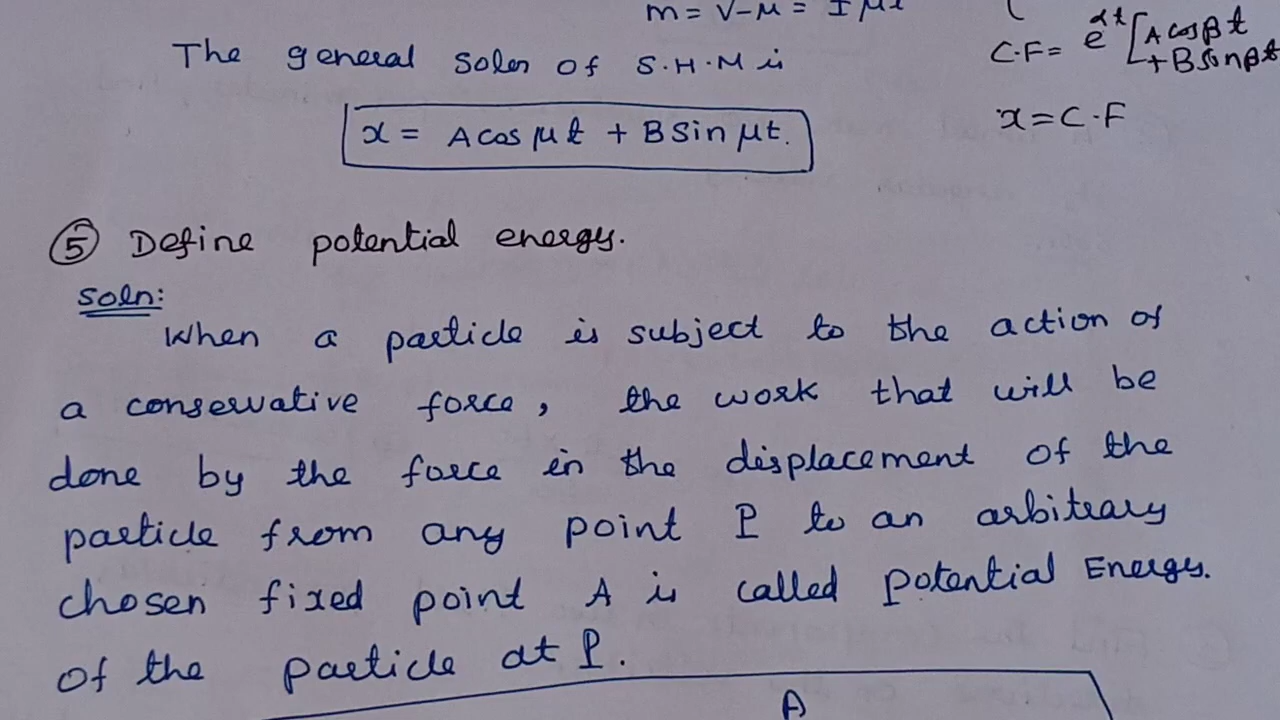 m = √-μ = I μi
The general soln of S.H.M is
C.F = e^αt [A cos βt
+ B sin βt
x = A cos μt + B sin μt.
x = C.F
⑤ Define potential energy.
Soln:
When a particle is subject to the action of
a conservative force, the work that will be
done by the force in the displacement of the
particle from any point P to an arbitrary
chosen fixed point A is called Potential Energy.
of the particle at P.
A